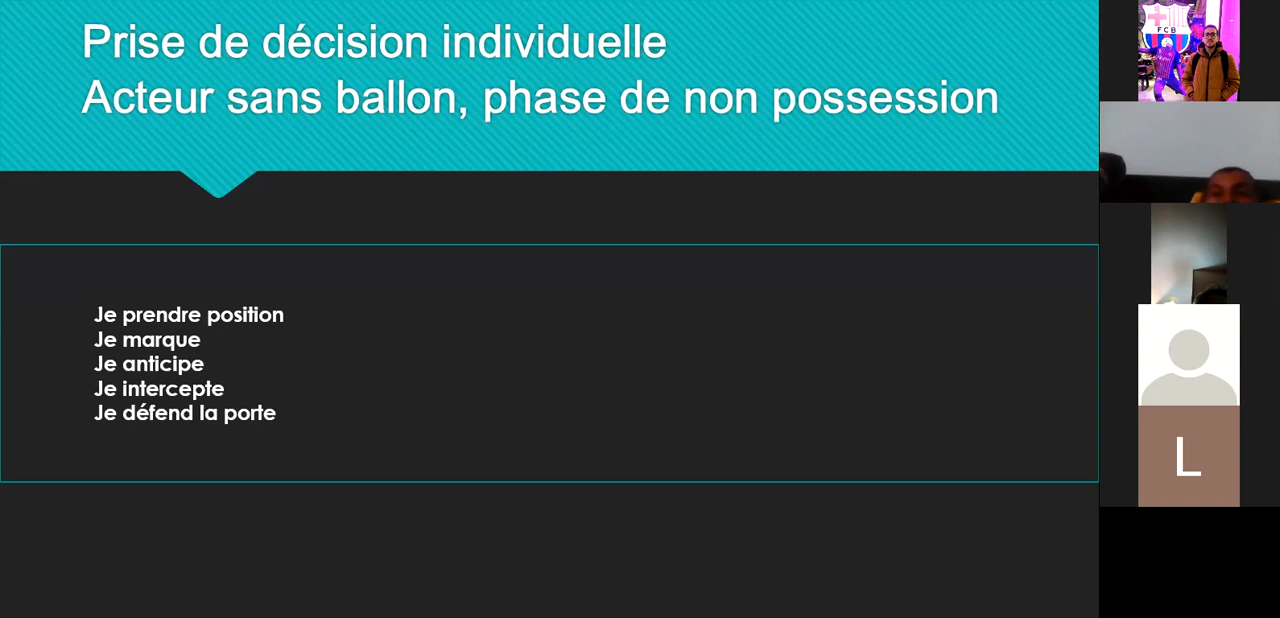 Prise de décision individuelle
Acteur sans ballon, phase de non possession
Je prendre position
Je marque
Je anticipe
Je intercepte
Je défend la porte
FCB
L